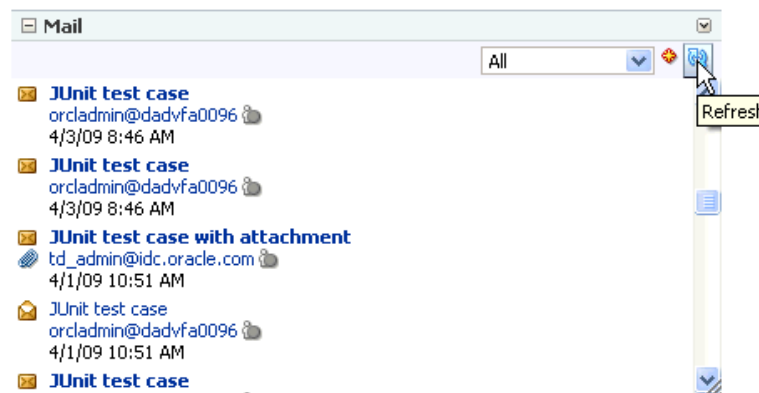 Mail
All
Refresh
JUnit test case
orcladmin@dadvfa0096
4/3/09 8:46 AM
JUnit test case
orcladmin@dadvfa0096
4/3/09 8:46 AM
JUnit test case with attachment
td_admin@idc.oracle.com
4/1/09 10:51 AM
JUnit test case
orcladmin@dadvfa0096
4/1/09 10:51 AM
JUnit test case